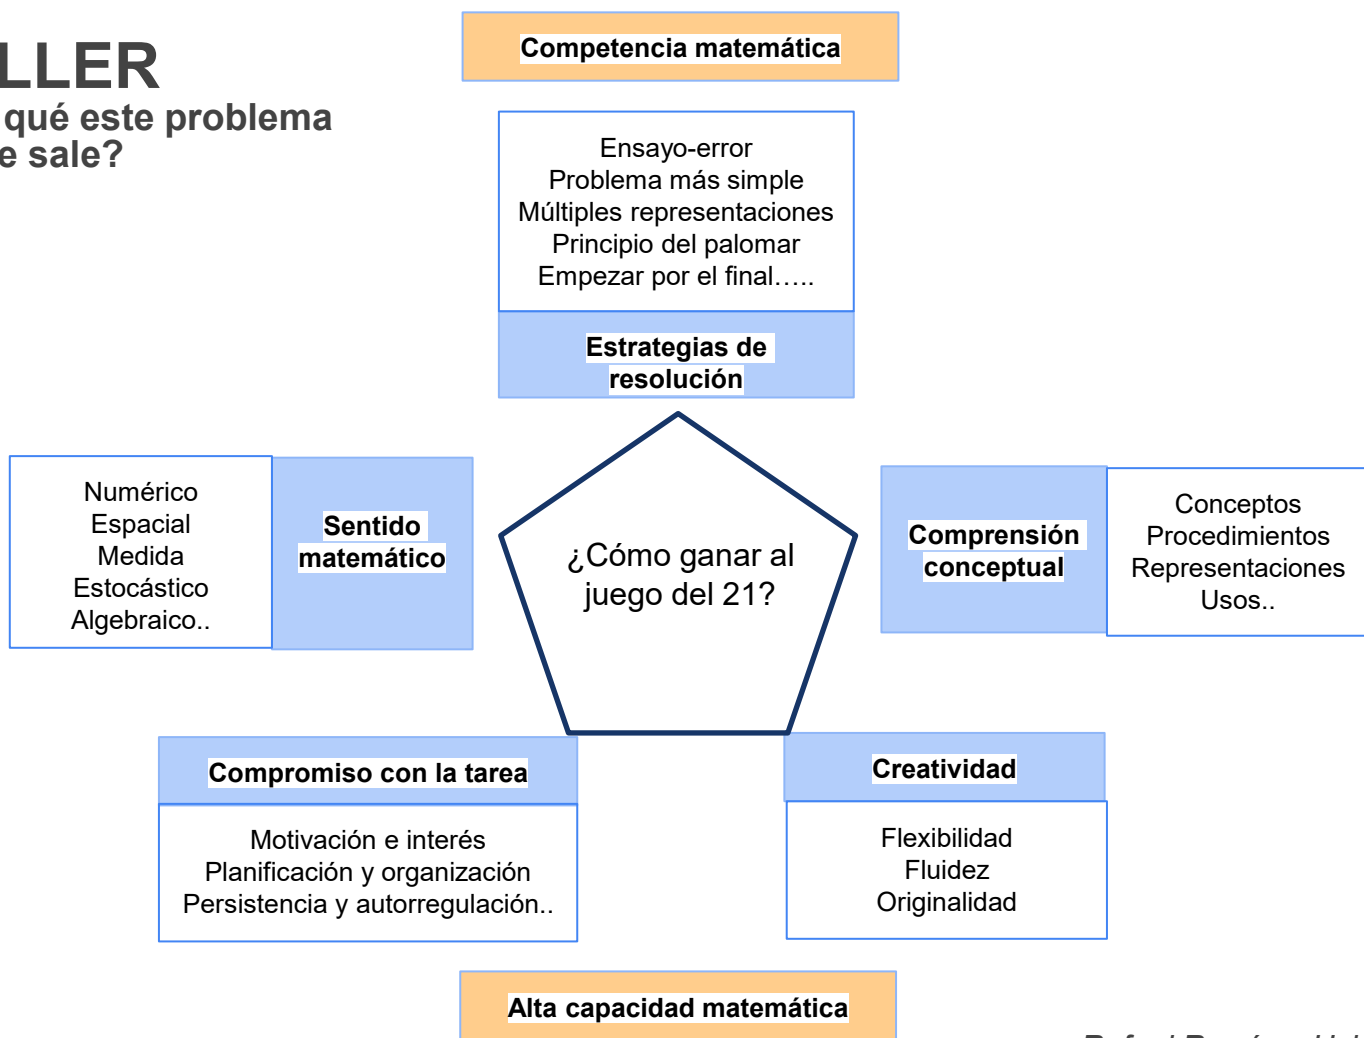 Competencia matemática
LLER
qué este problema
e sale?
Ensayo-error
Problema más simple
Múltiples representaciones
Principio del palomar
Empezar por el final…..
Estrategias de
resolución
Numérico
Espacial
Medida
Estocástico
Algebraico..
Sentido
matemático
¿Cómo ganar al
juego del 21?
Comprensión
conceptual
Conceptos
Procedimientos
Representaciones
Usos..
Compromiso con la tarea
Motivación e interés
Planificación y organización
Persistencia y autorregulación..
Creatividad
Flexibilidad
Fluidez
Originalidad
Alta capacidad matemática